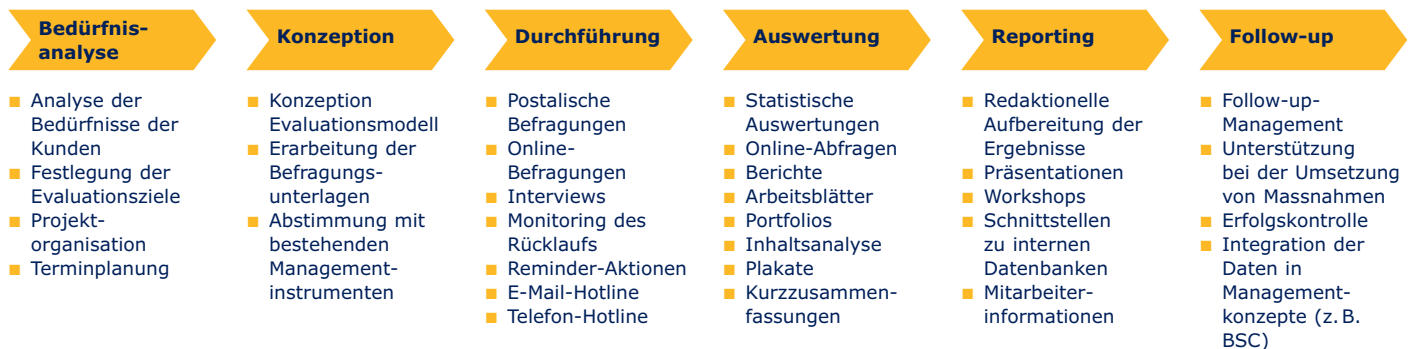 Bedürfnis-
analyse
Analyse der
Bedürfnisse der
Kunden
Festlegung der
Evaluationsziele
Projekt-
organisation
Terminplanung
Konzeption
Konzeption
Evaluationsmodell
Erarbeitung der
Befragungs-
unterlagen
Abstimmung mit
bestehenden
Management-
instrumenten
Durchführung
Postalische
Befragungen
Online-
Befragungen
Interviews
Monitoring des
Rücklaufs
Reminder-Aktionen
E-Mail-Hotline
Telefon-Hotline
Auswertung
Statistische
Auswertungen
Online-Abfragen
Berichte
Arbeitsblätter
Portfolios
Inhaltsanalyse
Plakate
Kurzzusammen-
fassungen
Reporting
Redaktionelle
Aufbereitung der
Ergebnisse
Präsentationen
Workshops
Schnittstellen
zu internen
Datenbanken
Mitarbeiter-
informationen
Follow-up
Follow-up-
Management
Unterstützung
bei der Umsetzung
von Massnahmen
Erfolgskontrolle
Integration der
Daten in
Management-
konzepte (z. B.
BSC)